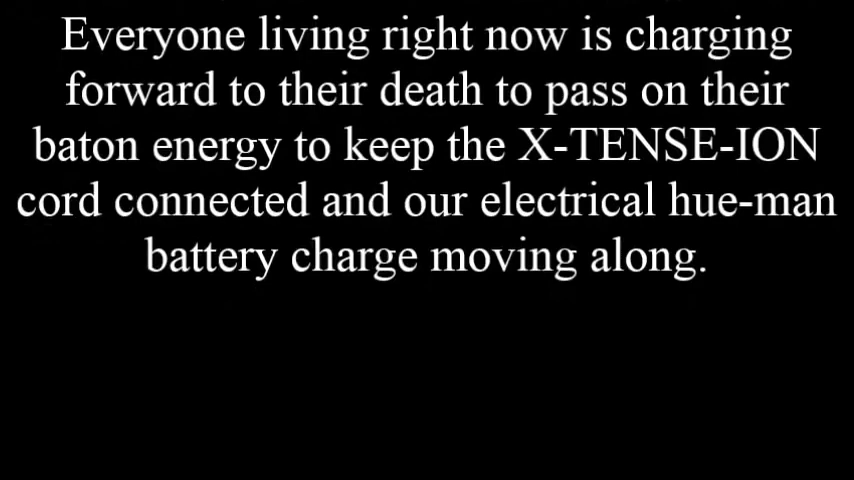 Everyone living right now is charging
forward to their death to pass on their
baton energy to keep the X-TENSE-ION
cord connected and our electrical hue-man
battery charge moving along.